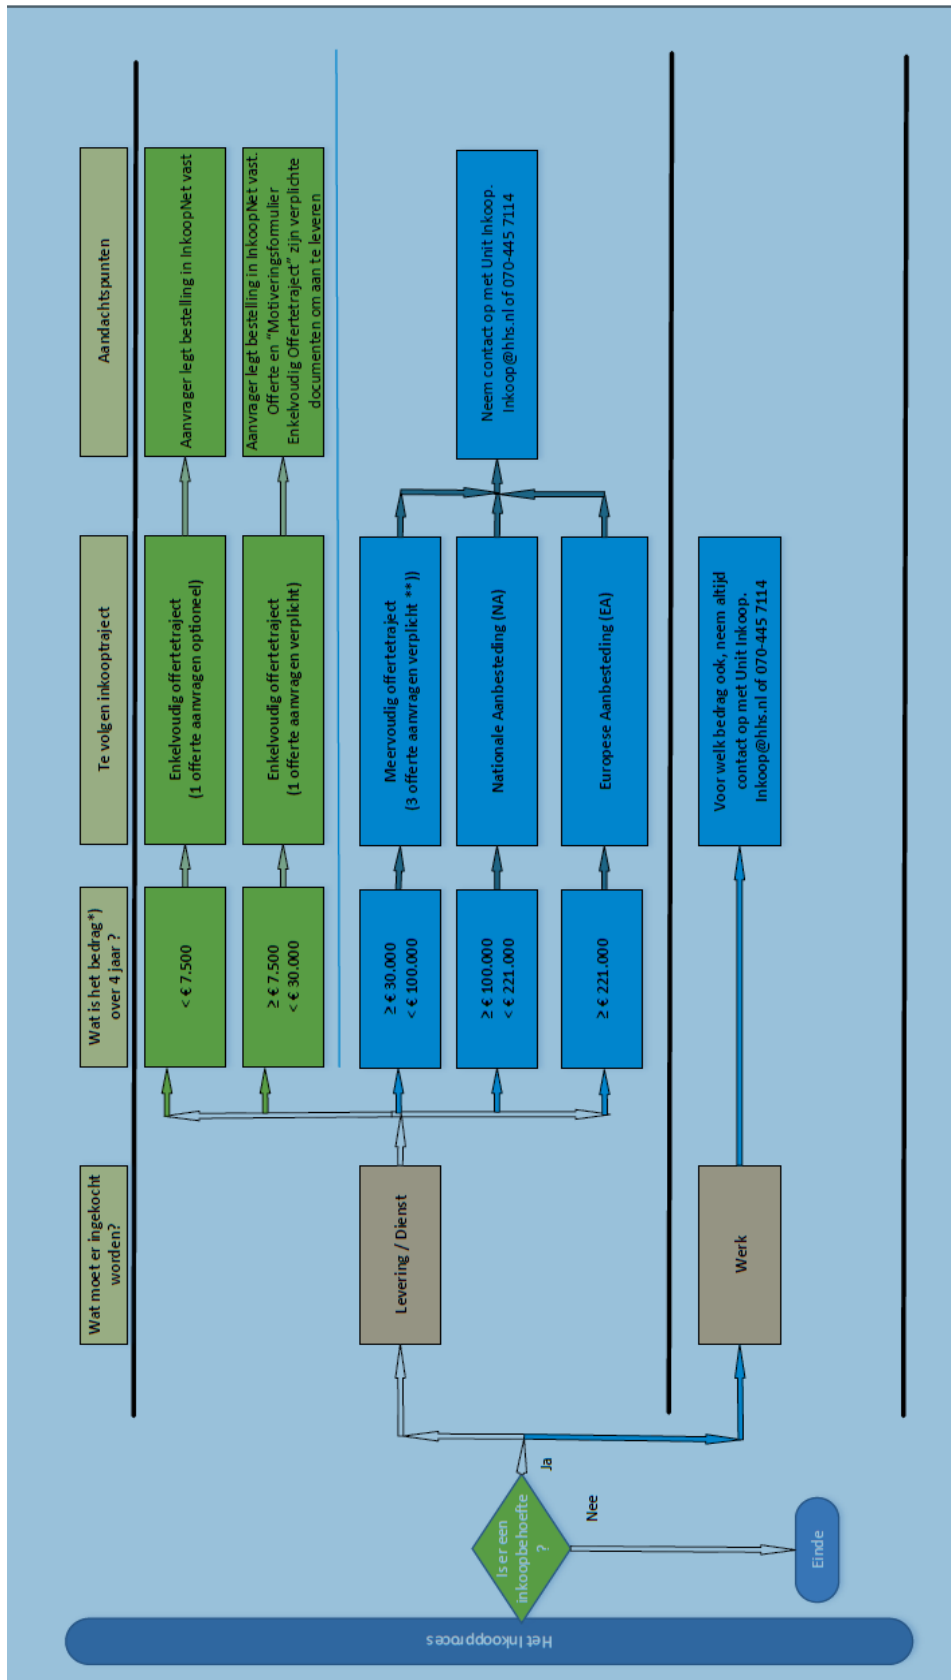 Het Inkoopproces
Is er een
inkoopbehoefte
?
Ja
Nee
Einde
Wat moet er ingekocht
worden?
Wat is het bedrag*)
over 4 jaar ?
Te volgen inkooptraject
Aandachtspunten
Levering / Dienst
< € 7.500
Enkelvoudig offertetraject
(1 offerte aanvragen optioneel)
Aanvrager legt bestelling in InkoopNet vast
≥ € 7.500
< € 30.000
Enkelvoudig offertetraject
(1 offerte aanvragen verplicht)
Aanvrager legt bestelling in InkoopNet vast.
Offerte en “Motiveringsformulier
Enkelvoudig Offertetraject” zijn verplichte
documenten om aan te leveren
≥ € 30.000
< € 100.000
Meervoudig offertetraject
(3 offerte aanvragen verplicht **))
≥ € 100.000
< € 221.000
Nationale Aanbesteding (NA)
≥ € 221.000
Europese Aanbesteding (EA)
Neem contact op met Unit Inkoop.
Inkoop@hhs.nl of 070-445 7114
Werk
Voor welk bedrag ook, neem altijd
contact op met Unit Inkoop.
Inkoop@hhs.nl of 070-445 7114